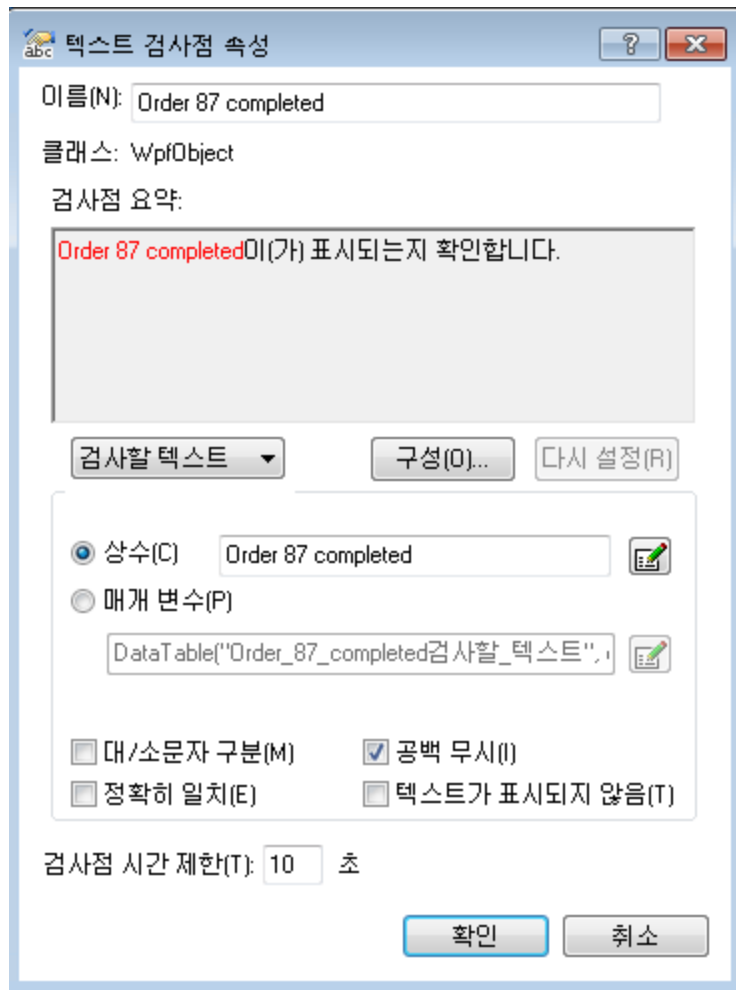 텍스트 검사점 속성
이름(N): Order 87 completed
클래스: WpfObject
검사점 요약:
Order 87 completed이(가) 표시되는지 확인합니다.
검사할 텍스트 구성(O)... 다시 설정(R)
상수(C) Order 87 completed
매개 변수(P)
DataTable("Order_87_completed검사할_텍스트",
대/소문자 구분(M) 공백 무시(I)
정확히 일치(E) 텍스트가 표시되지 않음(T)
검사점 시간 제한(T): 10 초
확인 취소